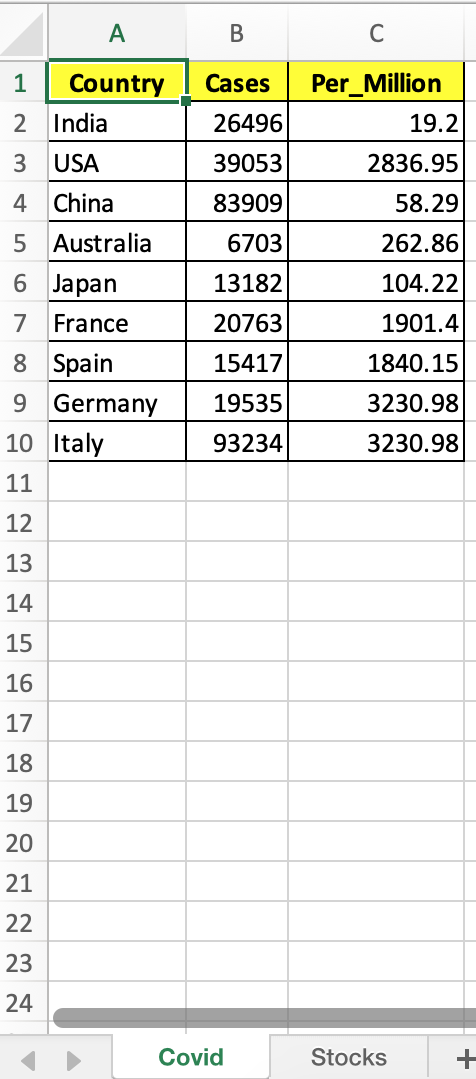 A B C
1 Country Cases Per_Million
2 India 26496 19.2
3 USA 39053 2836.95
4 China 83909 58.29
5 Australia 6703 262.86
6 Japan 13182 104.22
7 France 20763 1901.4
8 Spain 15417 1840.15
9 Germany 19535 3230.98
10 Italy 93234 3230.98
11
12
13
14
15
16
17
18
19
20
21
22
23
24
Covid Stocks +